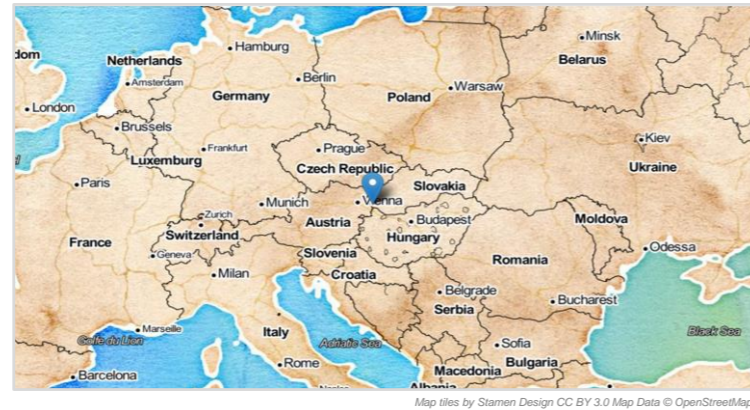 dom
Netherlands
Hamburg
Minsk
Belarus
Amsterdam
Berlin
London
Germany
Poland
Warsaw
Brussels
Luxemburg
Frankfurt
Prague
Czech Republic
Kiev
Ukraine
Paris
Slovakia
Munich
Vienna
Zurich
Austria
Budapest
Moldova
France
Switzerland
Hungary
Geneva
Slovenia
Romania
Odessa
Milan
Croatia
Belgrade
Serbia
Bucharest
Marseille
Golfe du Lion
Italy
Adriatic Sea
Black Sea
Sofia
Rome
Bulgaria
Barcelona
Macedonia
Albania
Map tiles by Stamen Design CC BY 3.0 Map Data © OpenStreetMap